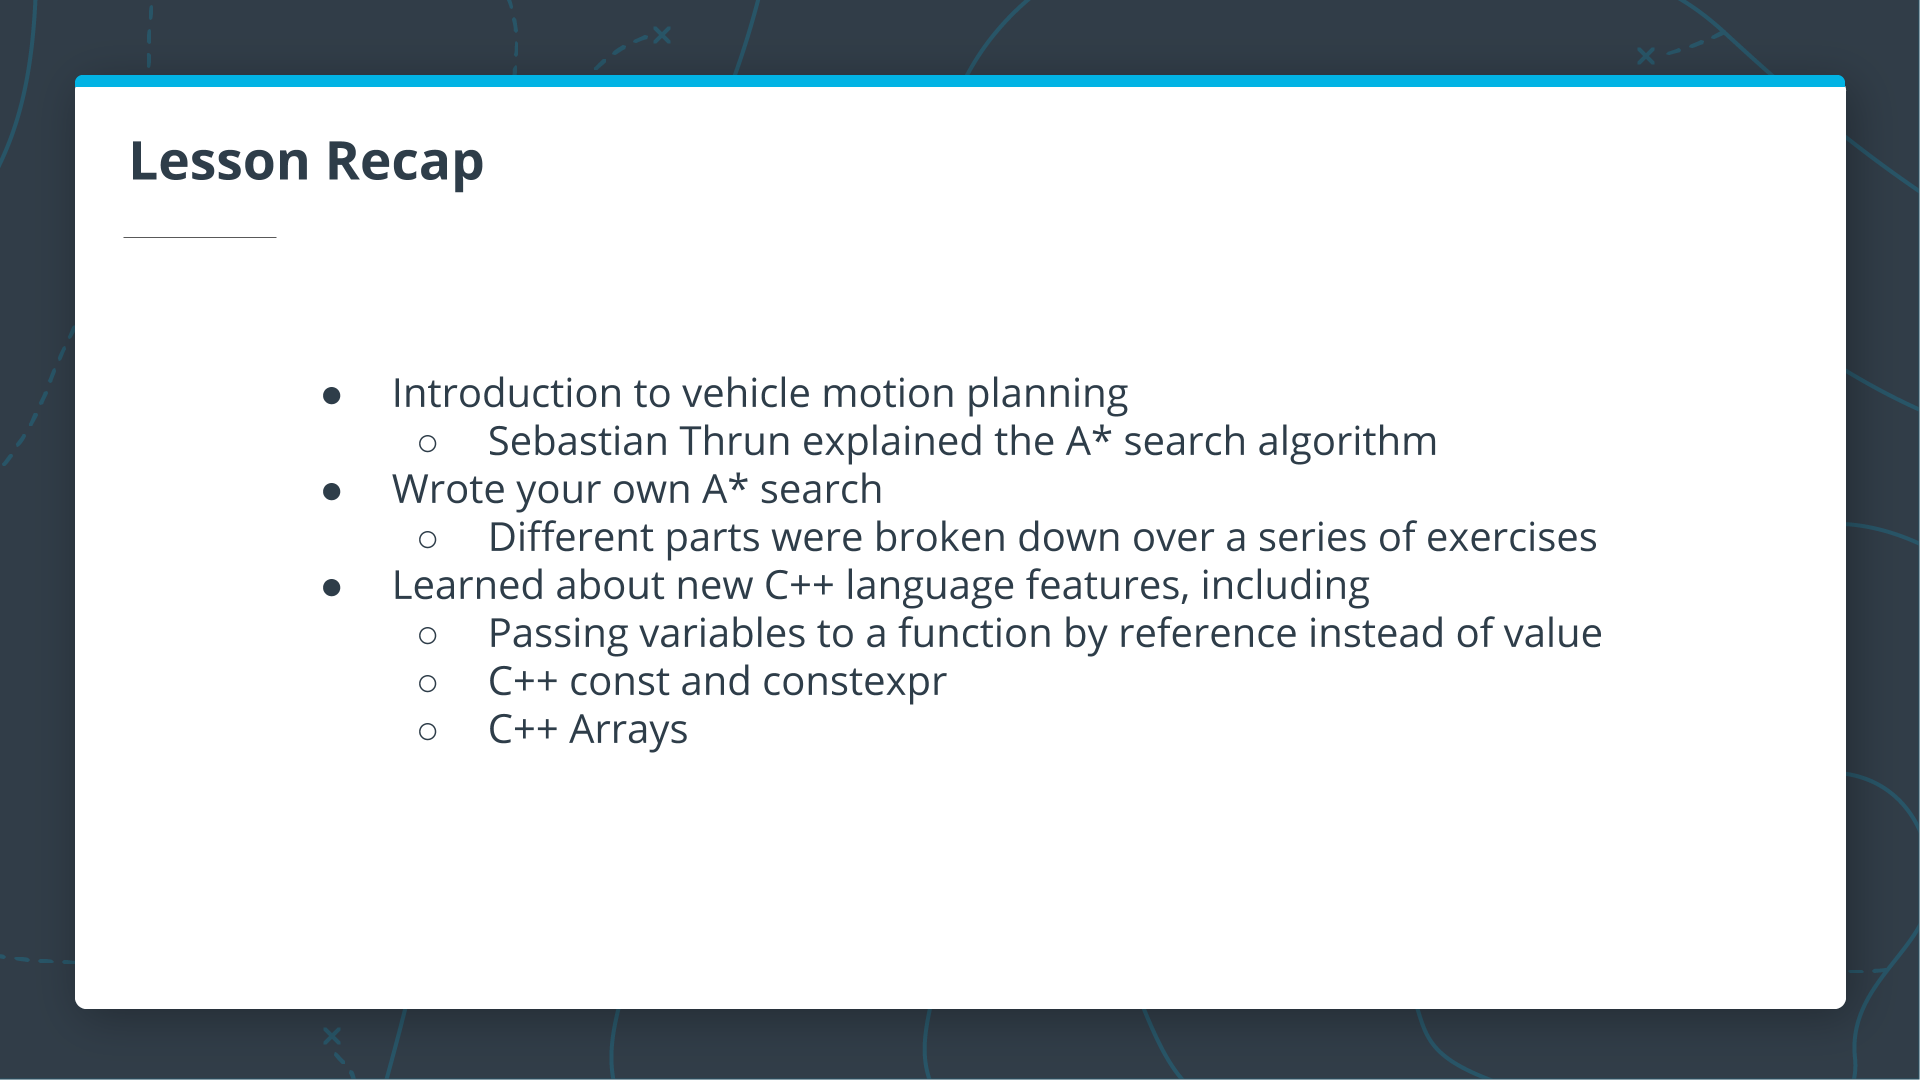 Lesson Recap
● Introduction to vehicle motion planning
○ Sebastian Thrun explained the A* search algorithm
● Wrote your own A* search
○ Different parts were broken down over a series of exercises
● Learned about new C++ language features, including
○ Passing variables to a function by reference instead of value
○ C++ const and constexpr
○ C++ Arrays